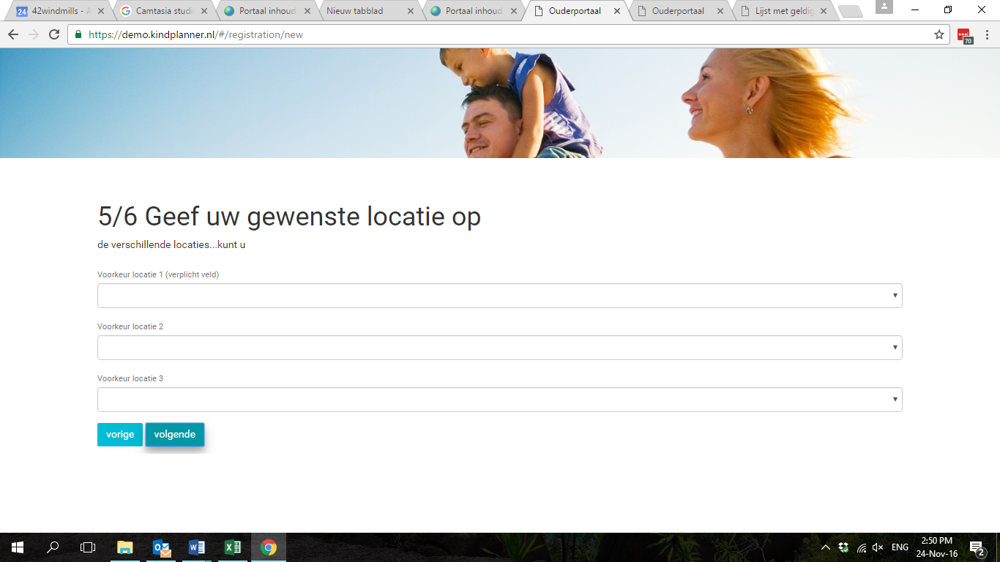 24 42windmills - A
Camtasia studi
Portaal inhoud
Nieuw tabblad
Portaal inhoud
Ouderportaal
Ouderportaal
Lijst met geldig
https://demo.kindplanner.nl/#/registration/new
70
5/6 Geef uw gewenste locatie op
de verschillende locaties...kunt u
Voorkeur locatie 1 (verplicht veld)
Voorkeur locatie 2
Voorkeur locatie 3
vorige volgende
ENG
2:50 PM
24-Nov-16
2